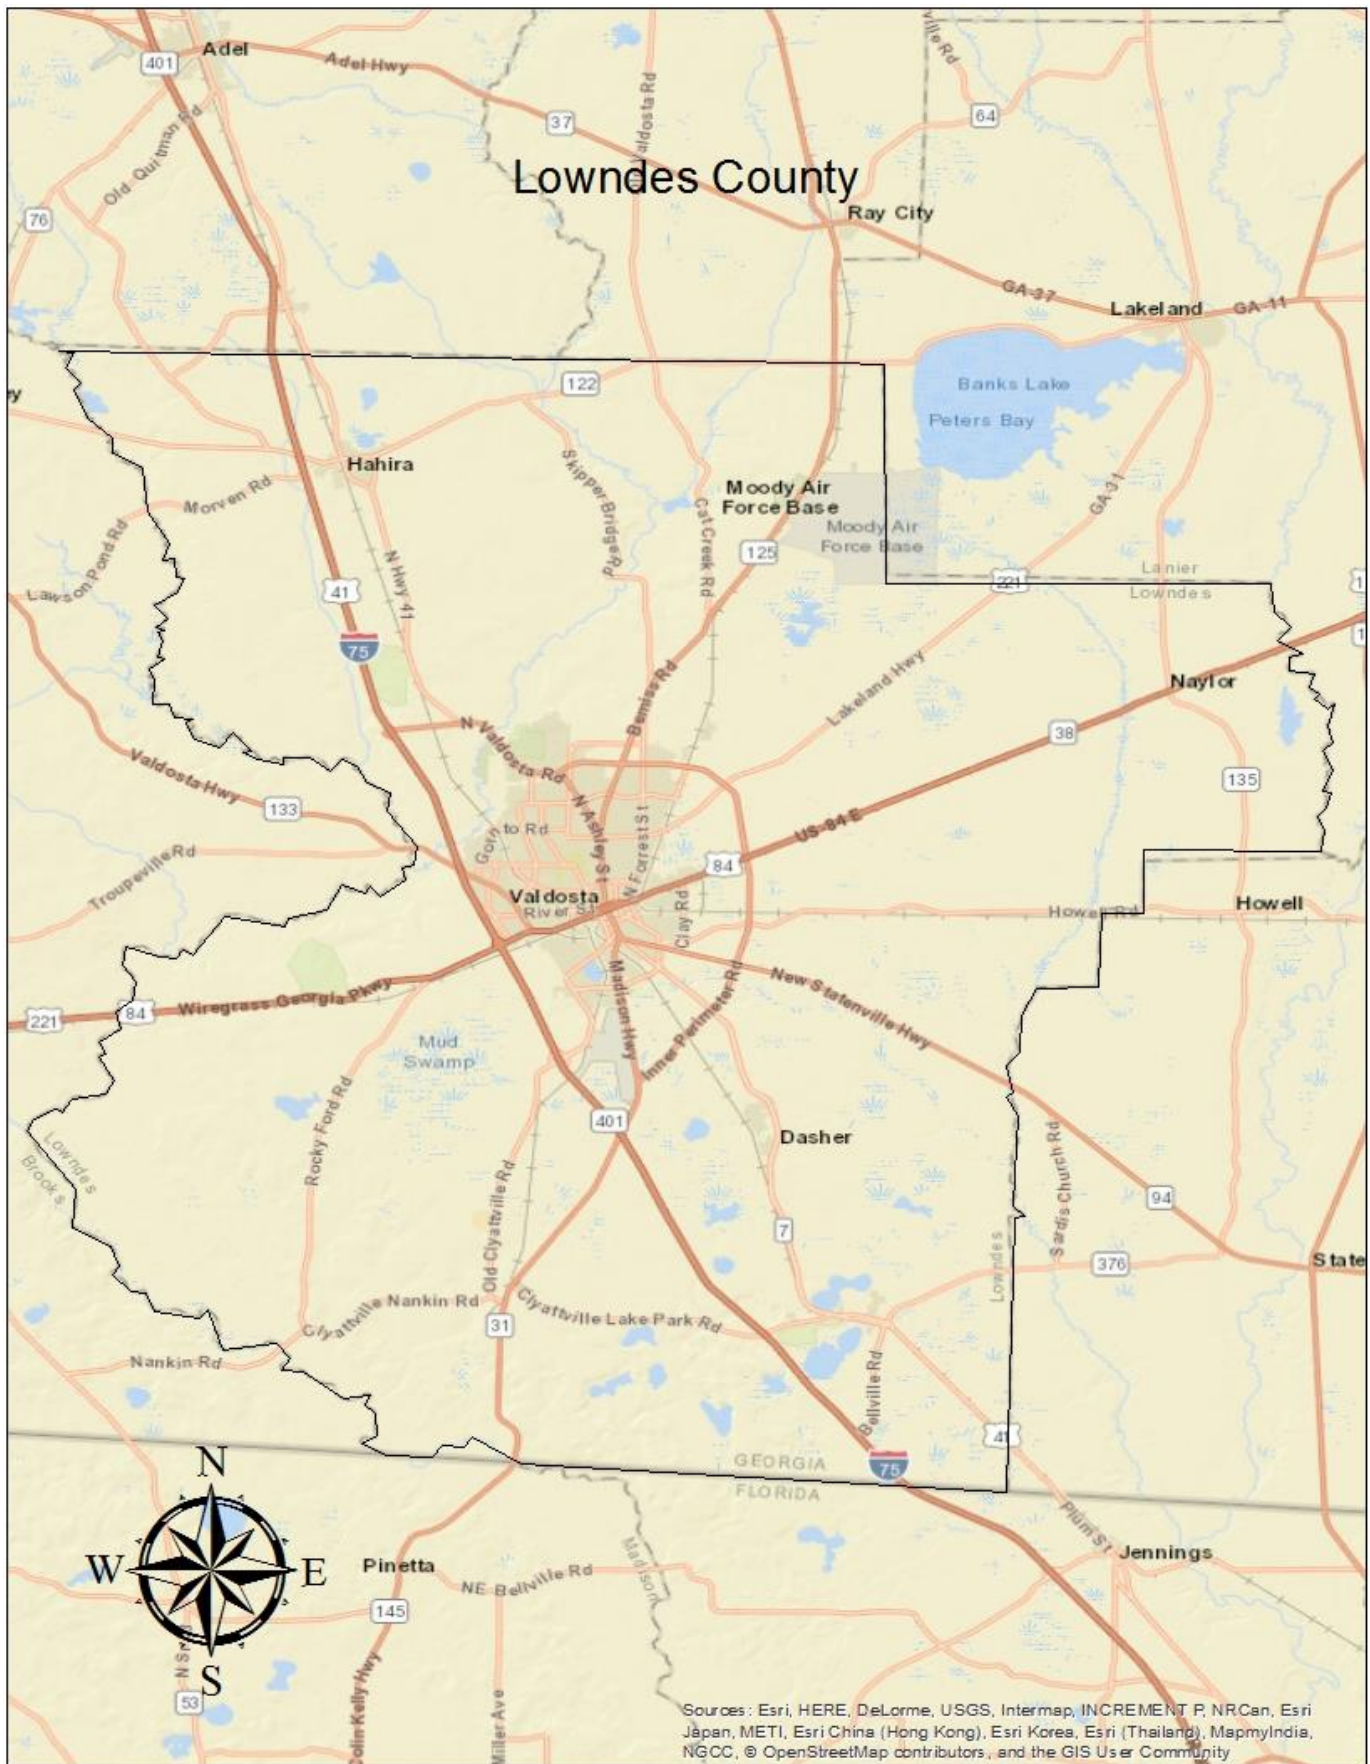 Adel
401
Adel Hwy
Valdosta Rd
ville Rd
37
64
Old Quitman Rd
Lowndes County
76
Ray City
GA-37
Lakeland
GA-11
122
Banks Lake
Peters Bay
ey
Hahira
Skipper Bridge Rd
Morven Rd
Moody Air
Force Base
Cat Creek Rd
GA-31
Moody Air
Force Base
Lawson Pond Rd
N Hwy 41
125
Lanier
221
Lowndes
1
41
75
1
Bemiss Rd
Lakeland Hwy
Naylor
N Valdosta Rd
38
Valdosta Hwy
135
133
N Ashley St
US-84 E
Gorn
to Rd
N Forrest St
Troupeville Rd
84
Valdosta
River St
Clay Rd
Howell Rd
Howell
Madison Hwy
Inner Perimeter Rd
New Statenville Hwy
Wiregrass Georgia Pkwy
84
221
Mud
Swamp
Rocky Ford Rd
401
Dasher
Lowndes
Brooks
Sardis Church Rd
Old Clyattville Rd
94
7
Lowndes
376
State
Clyattville Nankin Rd
31
Clyattville Lake Park Rd
Nankin Rd
Bellville Rd
41
GEORGIA
75
FLORIDA
N
Plum St
Madison
Jennings
W
E
Pinetta
NE Bellville Rd
145
S
N SR
53
Colin Kelly Hwy
Miller Ave
Sources: Esri, HERE, DeLorme, USGS, Intermap, INCREMENT P, NRCan, Esri
Japan, METI, Esri China (Hong Kong), Esri Korea, Esri (Thailand), MapmyIndia,
NGCC, © OpenStreetMap contributors, and the GIS User Community